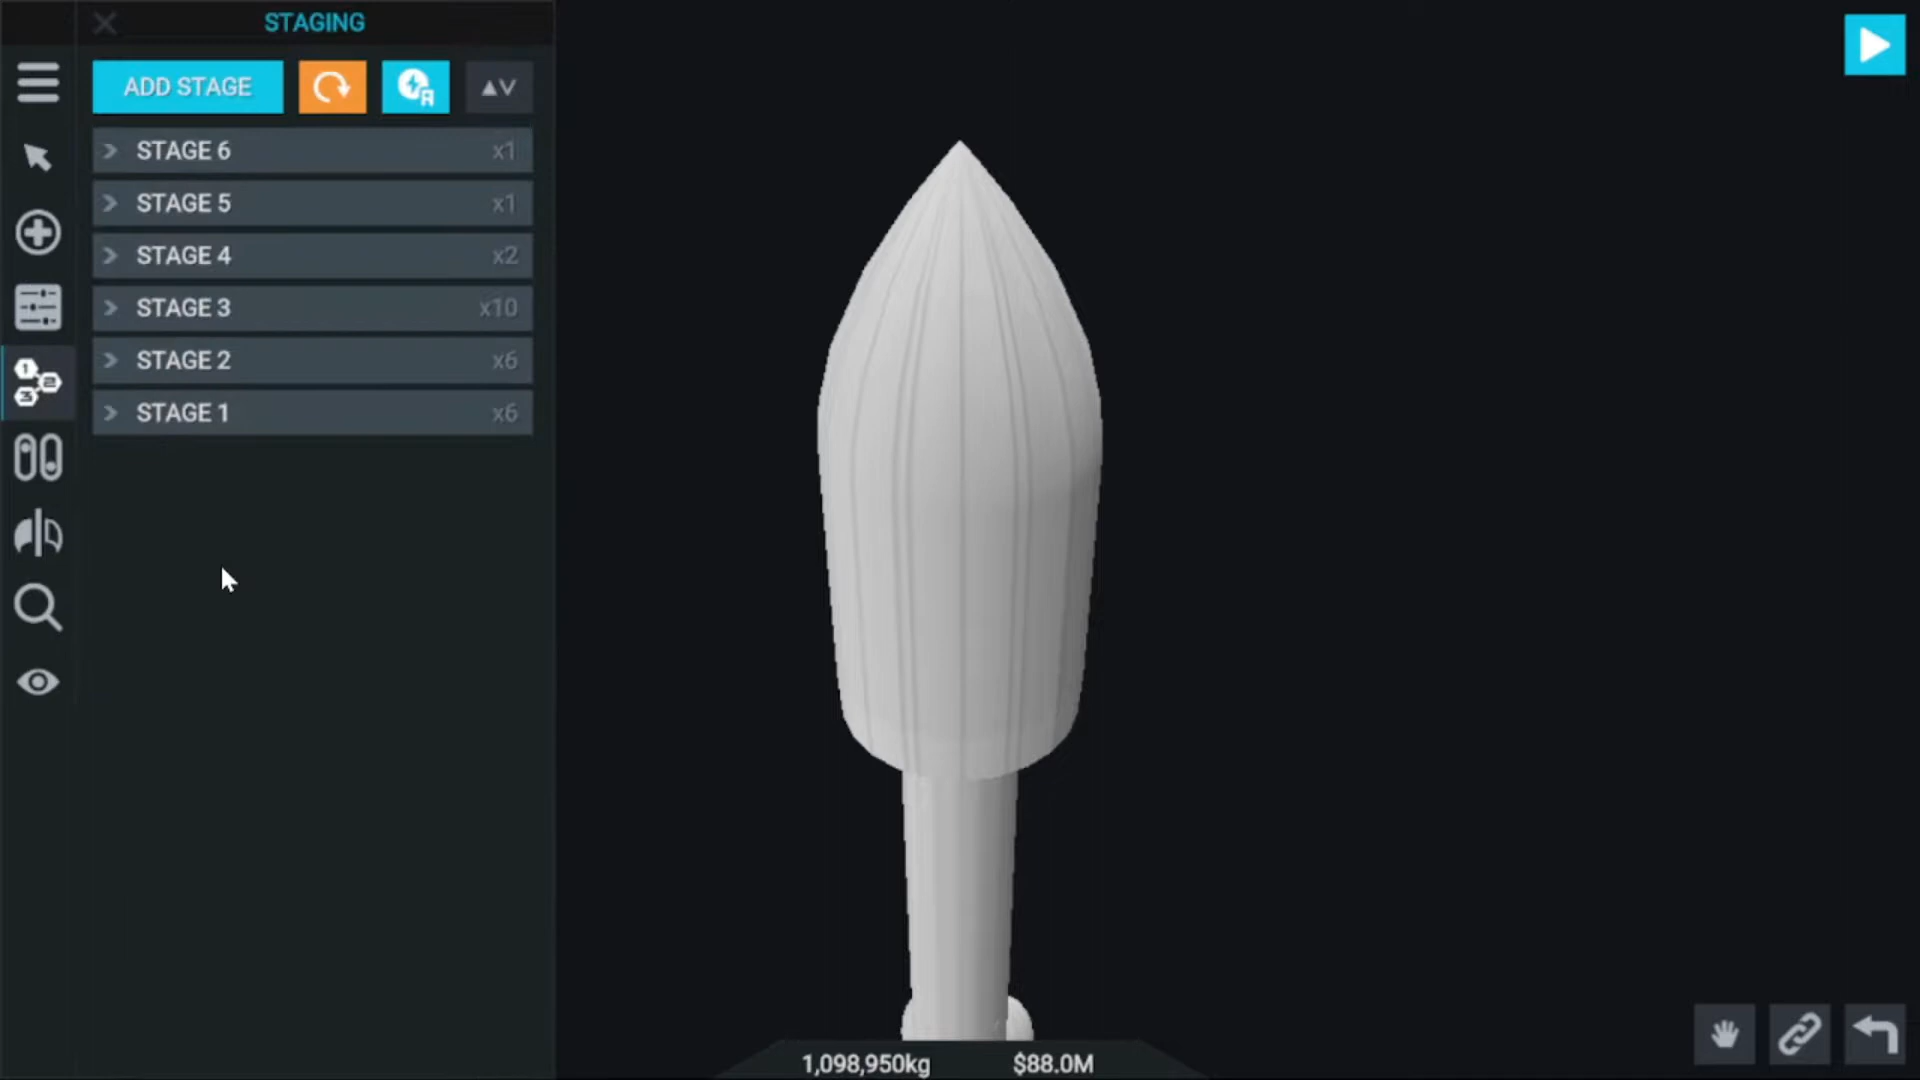 STAGING
ADD STAGE
STAGE 6 x1
STAGE 5 x1
STAGE 4 x2
STAGE 3 x10
STAGE 2 x6
STAGE 1 x6
1,098,950kg $88.0M